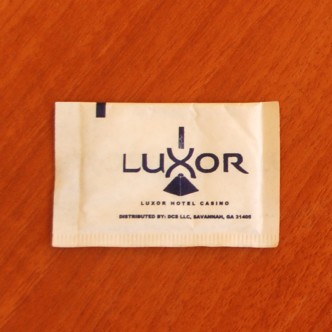 LUXOR
LUXOR HOTEL CASINO
DISTRIBUTED BY: DCS LLC, SAVANNAH, GA 31405